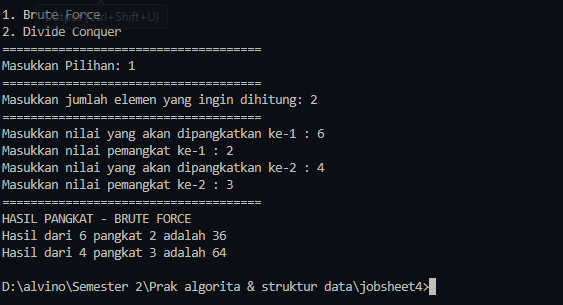 1. Brute Force
Output (Ctrl+Shift+U)
2. Divide Conquer
===================================
Masukkan Pilihan: 1
===================================
Masukkan jumlah elemen yang ingin dihitung: 2
===================================
Masukkan nilai yang akan dipangkatkan ke-1 : 6
Masukkan nilai pemangkat ke-1 : 2
Masukkan nilai yang akan dipangkatkan ke-2 : 4
Masukkan nilai pemangkat ke-2 : 3
===================================
HASIL PANGKAT - BRUTE FORCE
Hasil dari 6 pangkat 2 adalah 36
Hasil dari 4 pangkat 3 adalah 64
D:\alvino\Semester 2\Prak algorita & struktur data\jobsheet4>